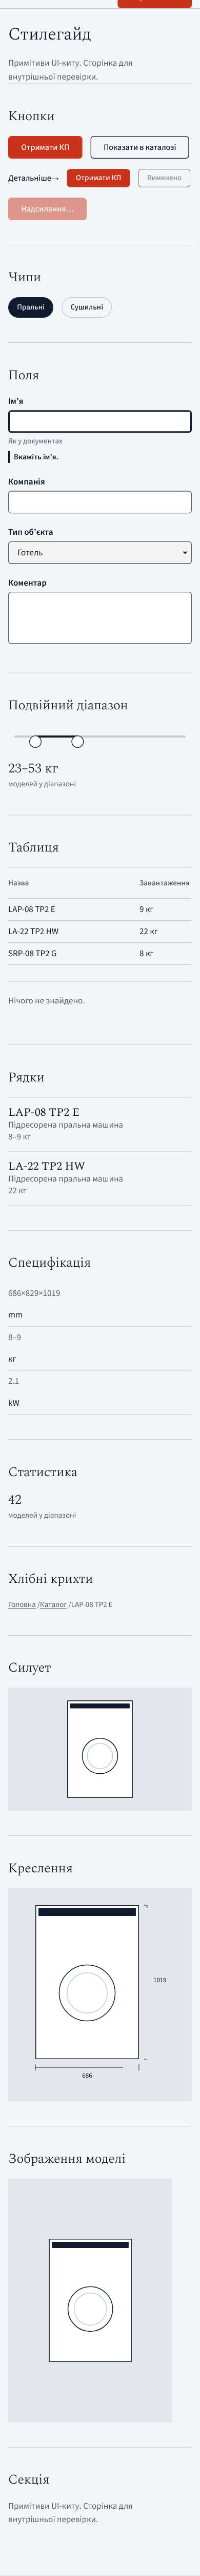 Стилегайд
Примітиви UI-киту. Сторінка для
внутрішньої перевірки.
Кнопки
Отримати КП
Показати в каталозі
Детальніше→
Отримати КП
Вимкнено
Надсилання…
Чипи
Пральні
Сушильні
Поля
Ім’я
Як у документах
Вкажіть ім’я.
Компанія
Тип об’єкта
Готель
Коментар
Подвійний діапазон
23–53 кг
моделей у діапазоні
Таблиця
Назва Завантаження
LAP-08 TP2 E 9 кг
LA-22 TP2 HW 22 кг
SRP-08 TP2 G 8 кг
Нічого не знайдено.
Рядки
LAP-08 TP2 E
Підресорена пральна машина
8–9 кг
LA-22 TP2 HW
Підресорена пральна машина
22 кг
Специфікація
686×829×1019
mm
8–9
кг
2.1
kW
Статистика
42
моделей у діапазоні
Хлібні крихти
Головна /Каталог /LAP-08 TP2 E
Силует
Креслення
1019
686
Зображення моделі
Секція
Примітиви UI-киту. Сторінка для
внутрішньої перевірки.